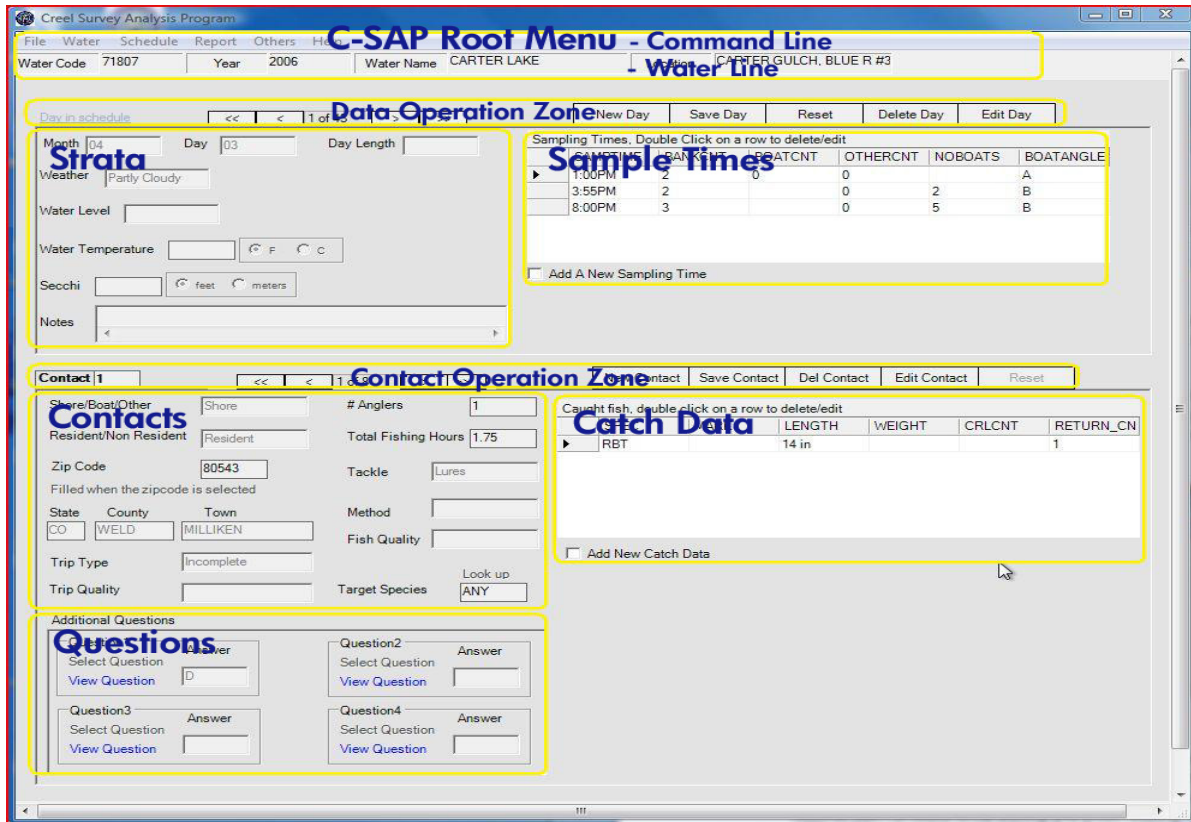 Creel Survey Analysis Program
File Water Schedule Report Others
C-SAP Root Menu - Command Line
Water Code 71807 Year 2006 Water Name CARTER LAKE CARTER GULCH, BLUE R #3
- Water Line
Data Operation Zone
Day in schedule << < 1 of > New Day Save Day Reset Delete Day Edit Day
Strata
Month 04 Day 03 Day Length
Weather Partly Cloudy
Water Level
Water Temperature F C
Secchi feet meters
Notes
Sampling Times, Double Click on a row to delete/edit
Sample Times
SAMPTIME BANKCNT BOATCNT OTHERCNT NOBOATS BOATANGLE
1:00PM 2 0 0 A
3:55PM 2 0 2 B
8:00PM 3 0 5 B
Add A New Sampling Time
Contact Operation Zone
Contact 1 << < 1 of New Contact Save Contact Del Contact Edit Contact Reset
Contacts
Shore/Boat/Other Shore # Anglers 1
Resident/Non Resident Resident Total Fishing Hours 1.75
Zip Code 80543 Tackle Lures
Filled when the zipcode is selected
State County Town Method
CO WELD MILLIKEN Fish Quality
Trip Type Incomplete
Look up
Trip Quality Target Species ANY
Caught fish, double click on a row to delete/edit
Catch Data
LENGTH WEIGHT CRLCNT RETURN_CN
RBT 14 in 1
Add New Catch Data
Additional Questions
Questions
Answer Question2 Answer
Select Question Select Question
View Question D View Question
Question3 Answer Question4 Answer
Select Question Select Question
View Question View Question